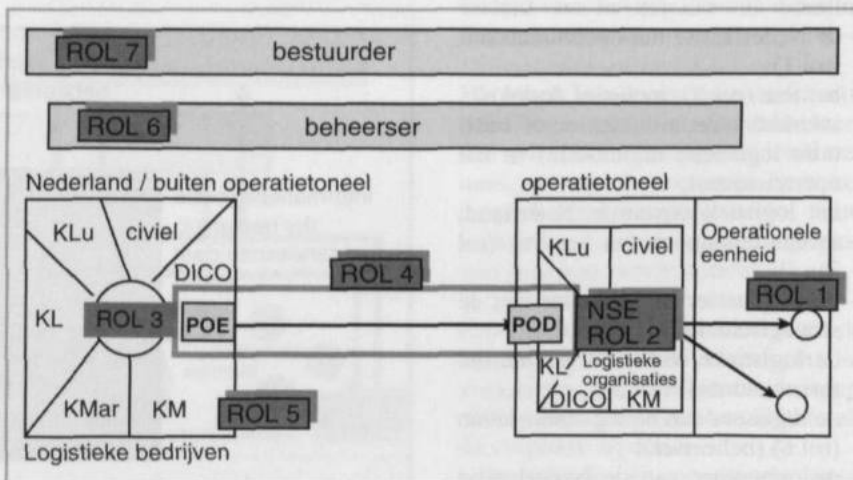 ROL 7 bestuurder
ROL 6 beheerser
Nederland / buiten operatietoneel
operatietoneel
KLu
civiel
DICO
KL
ROL 3
POE
KMar
KM
ROL 5
Logistieke bedrijven
ROL 4
KLu
civiel
POD
NSE
ROL 2
KL
Logistieke
organisaties
DICO
KM
Operationele
eenheid
ROL 1